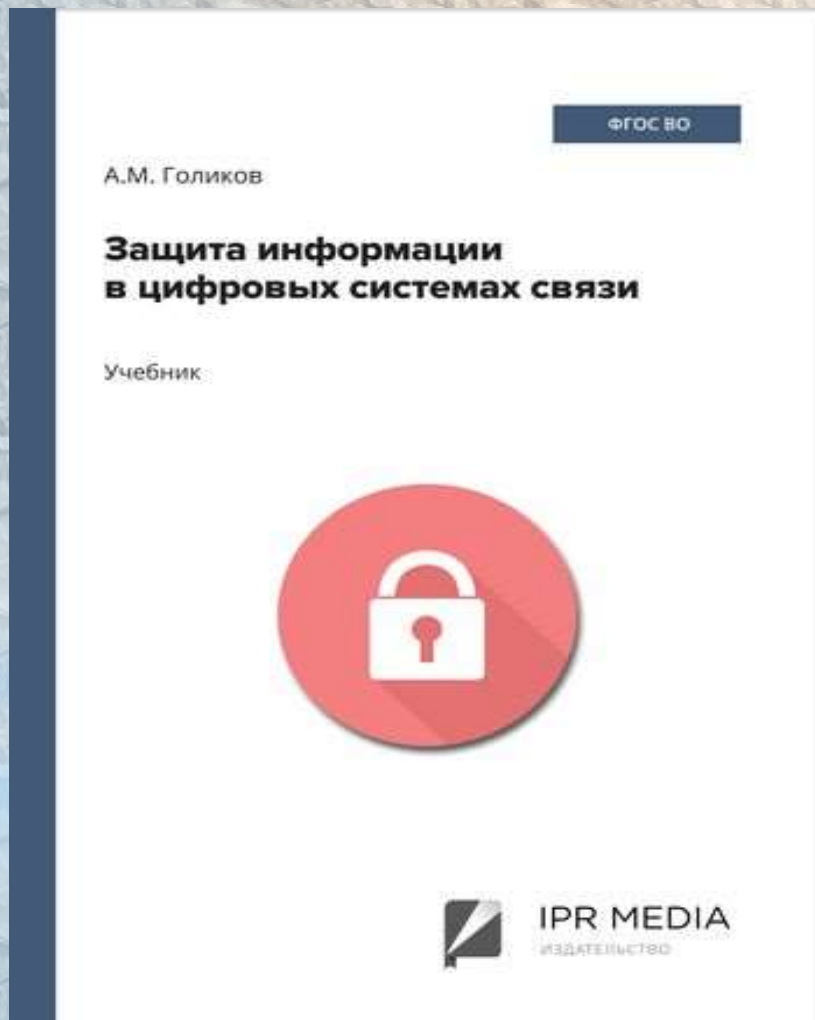 ФГОС ВО
А.М. Голиков
Защита информации
в цифровых системах связи
Учебник
IPR MEDIA
ИЗДАТЕЛЬСТВО